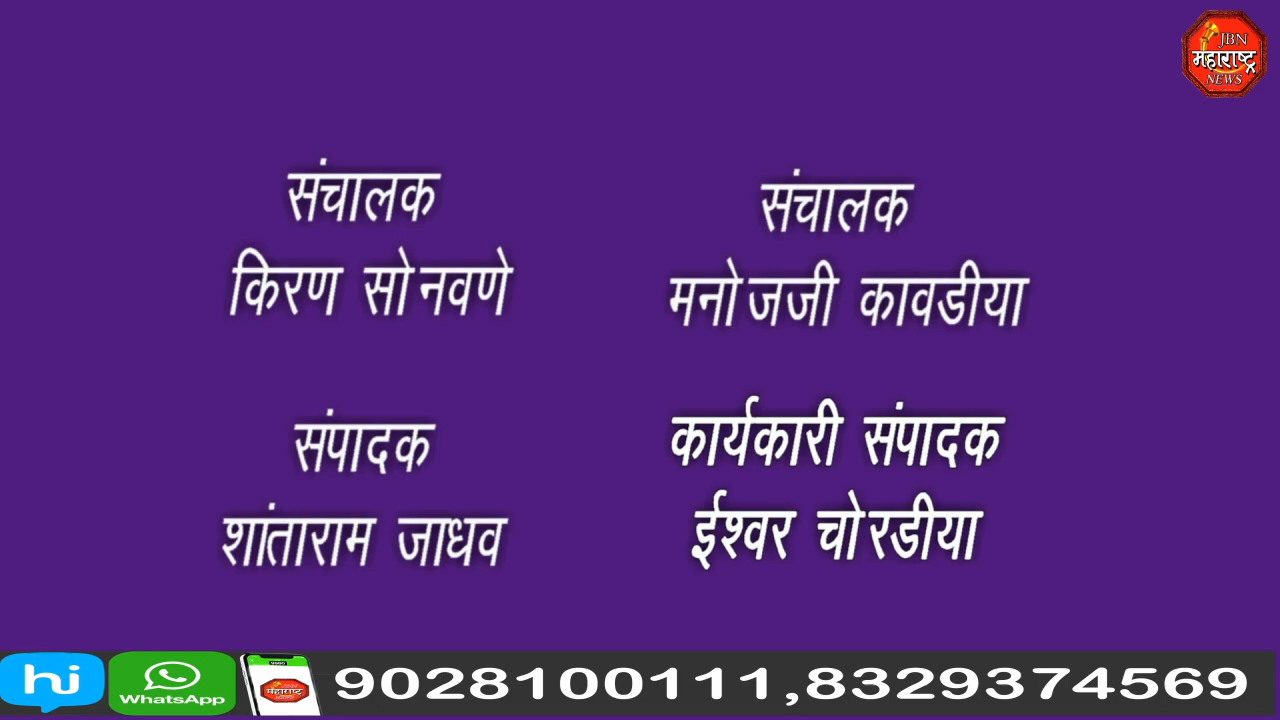 JBN
महाराष्ट्र
NEWS
संचालक
किरण सोनवणे
संचालक
मनोजजी कावडीया
संपादक
शांताराम जाधव
कार्यकारी संपादक
ईश्वर चोरडीया
hi
WhatsApp
महाराष्ट्र
9028100111,8329374569